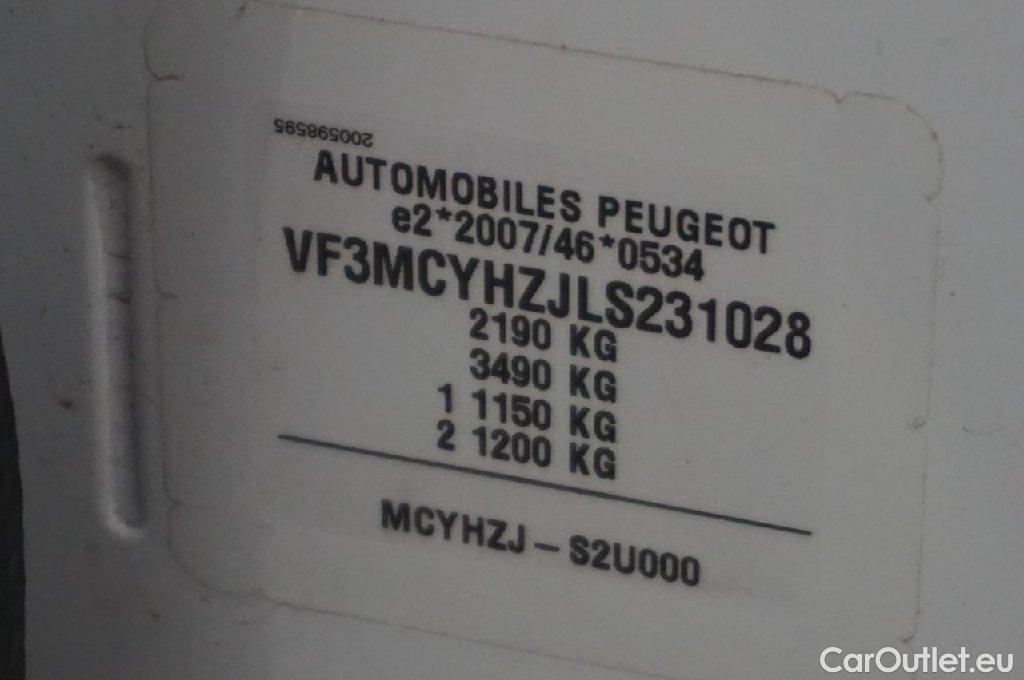 200598595
AUTOMOBILES PEUGEOT
e2*2007/46*0534
VF3MCYHZJLS231028
2190 KG
3490 KG
1 1150 KG
2 1200 KG
MCYHZJ – S2U000
CarOutlet.eu